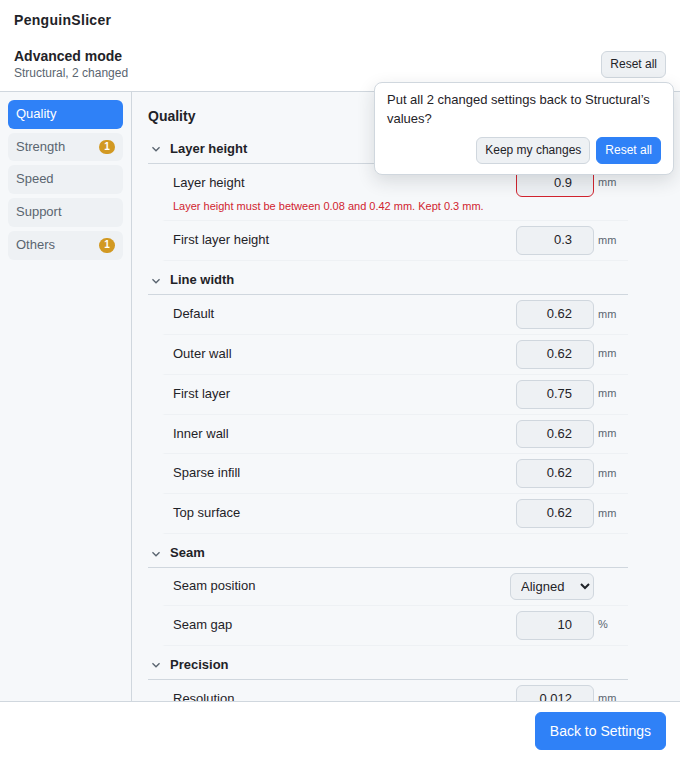 PenguinSlicer
Advanced mode
Structural, 2 changed
Reset all
Put all 2 changed settings back to Structural's
values?
Keep my changes
Reset all
Quality
Strength 1
Speed
Support
Others 1
Quality
Layer height
Layer height 0.9 mm
Layer height must be between 0.08 and 0.42 mm. Kept 0.3 mm.
First layer height 0.3 mm
Line width
Default 0.62 mm
Outer wall 0.62 mm
First layer 0.75 mm
Inner wall 0.62 mm
Sparse infill 0.62 mm
Top surface 0.62 mm
Seam
Seam position Aligned
Seam gap 10 %
Precision
Resolution 0.012 mm
Back to Settings